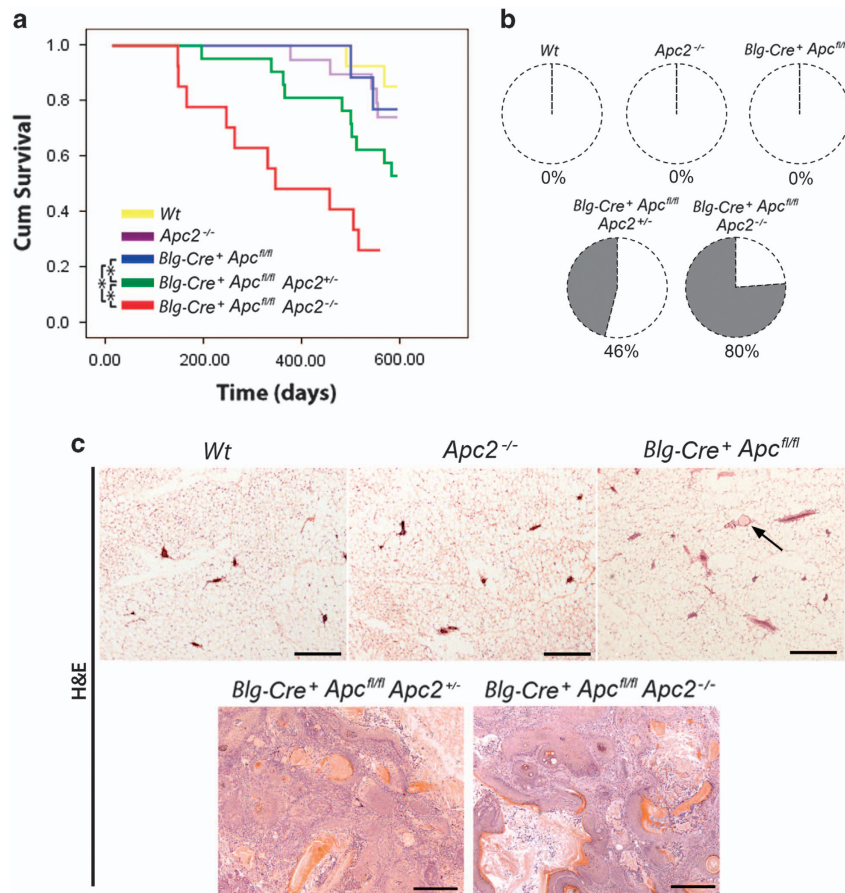 a
1.0
0.8
0.6
0.4
0.2
0.0
Cum Survival
Wt
Apc2-/-
Blg-Cre+ Apcfl/fl
Blg-Cre+ Apcfl/fl Apc2+/-
Blg-Cre+ Apcfl/fl Apc2-/-
* * *
0.00 200.00 400.00 600.00
Time (days)
b
Wt Apc2-/- Blg-Cre+ Apcfl/fl
0% 0% 0%
Blg-Cre+ Apcfl/fl Blg-Cre+ Apcfl/fl
Apc2+/- Apc2-/-
46% 80%
c
Wt Apc2-/- Blg-Cre+ Apcfl/fl
H&E
Blg-Cre+ Apcfl/fl Apc2+/- Blg-Cre+ Apcfl/fl Apc2-/-